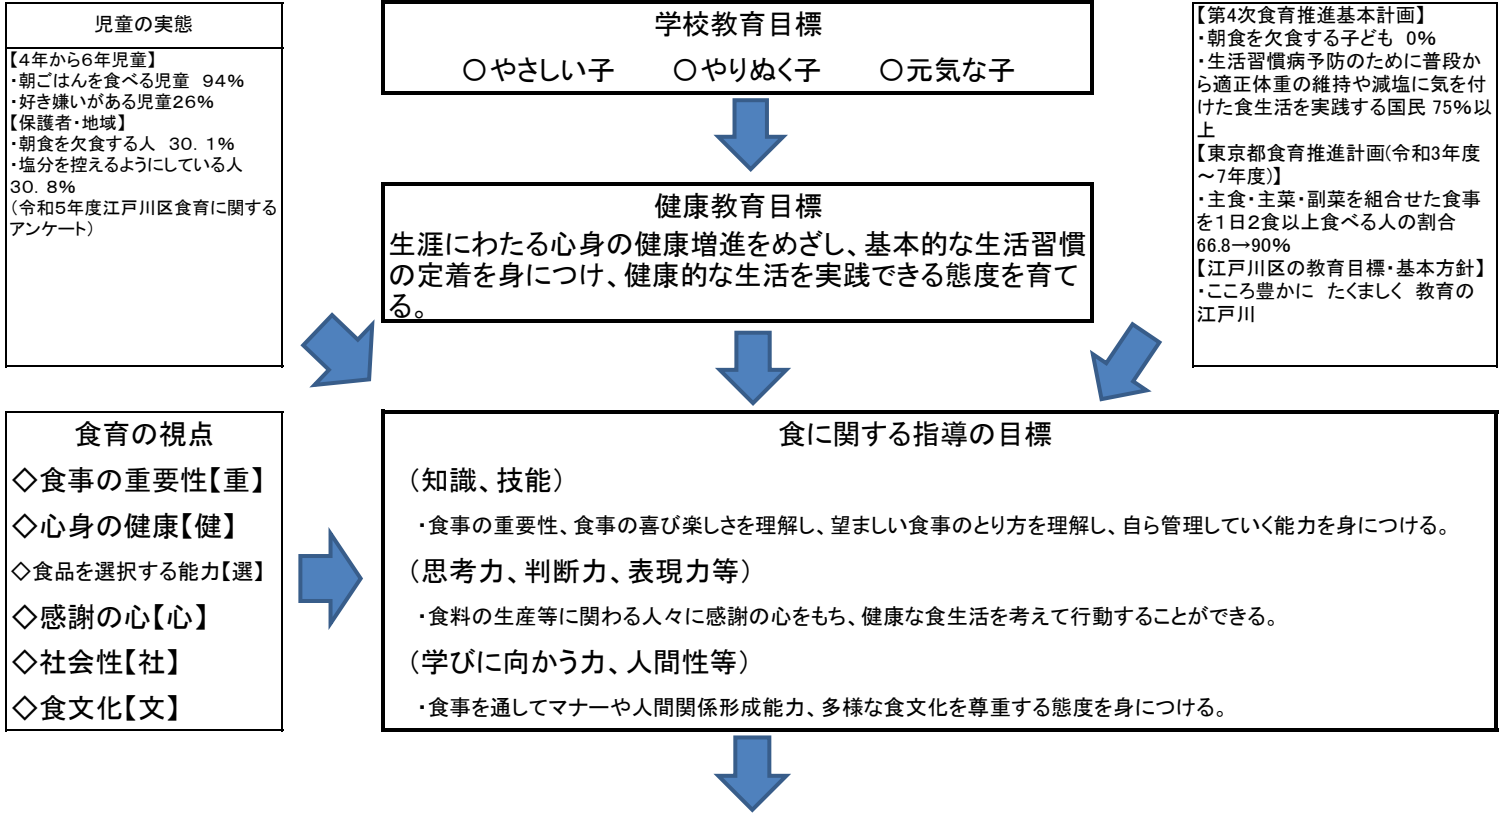 児童の実態
【4年から6年児童】
・朝ごはんを食べる児童 94%
・好き嫌いがある児童26%
【保護者・地域】
・朝食を欠食する人 30．1%
・塩分を控えるようにしている人
30．8%
（令和5年度江戸川区食育に関する
アンケート）
学校教育目標
○やさしい子 ○やりぬく子 ○元気な子
【第4次食育推進基本計画】
・朝食を欠食する子ども 0%
・生活習慣病予防のために普段か
ら適正体重の維持や減塩に気を付
けた食生活を実践する国民 75%以
上
【東京都食育推進計画(令和3年度
～7年度)】
・主食・主菜・副菜を組合せた食事
を1日2食以上食べる人の割合
66.8→90%
【江戸川区の教育目標・基本方針】
・こころ豊かに たくましく 教育の
江戸川
健康教育目標
生涯にわたる心身の健康増進をめざし、基本的な生活習慣
の定着を身につけ、健康的な生活を実践できる態度を育て
る。
食育の視点
◇食事の重要性【重】
◇心身の健康【健】
◇食品を選択する能力【選】
◇感謝の心【心】
◇社会性【社】
◇食文化【文】
食に関する指導の目標
（知識、技能）
・食事の重要性、食事の喜び楽しさを理解し、望ましい食事のとり方を理解し、自ら管理していく能力を身につける。
（思考力、判断力、表現力等）
・食料の生産等に関わる人々に感謝の心をもち、健康な食生活を考えて行動することができる。
（学びに向かう力、人間性等）
・食事を通してマナーや人間関係形成能力、多様な食文化を尊重する態度を身につける。